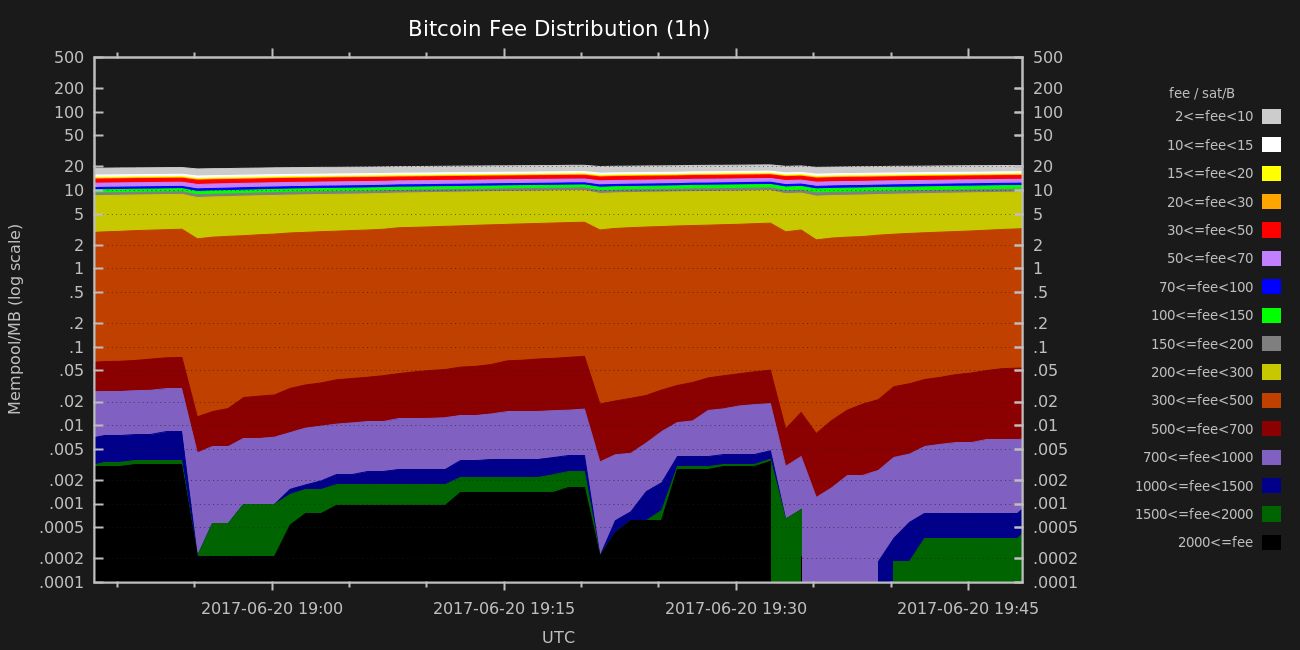 Bitcoin Fee Distribution (1h)
Mempool/MB (log scale)
500
200
100
50
20
10
5
2
1
.5
.2
.1
.05
.02
.01
.005
.002
.001
.0005
.0002
.0001
500
200
100
50
20
10
5
2
1
.5
.2
.1
.05
.02
.01
.005
.002
.001
.0005
.0002
.0001
2017-06-20 19:00
2017-06-20 19:15
2017-06-20 19:30
2017-06-20 19:45
UTC
fee / sat/B
2<=fee<10
10<=fee<15
15<=fee<20
20<=fee<30
30<=fee<50
50<=fee<70
70<=fee<100
100<=fee<150
150<=fee<200
200<=fee<300
300<=fee<500
500<=fee<700
700<=fee<1000
1000<=fee<1500
1500<=fee<2000
2000<=fee